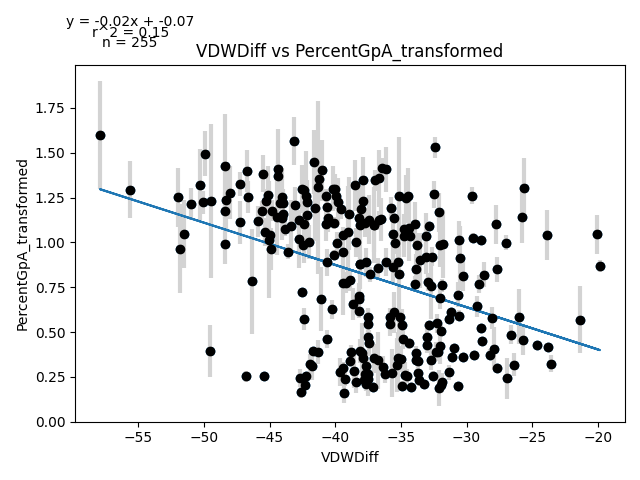 y = -0.02x + -0.07
r^2 = 0.15
n = 255
VDWDiff vs PercentGpA_transformed
PercentGpA_transformed
1.75
1.50
1.25
1.00
0.75
0.50
0.25
0.00
−55
−50
−45
−40
−35
−30
−25
−20
VDWDiff